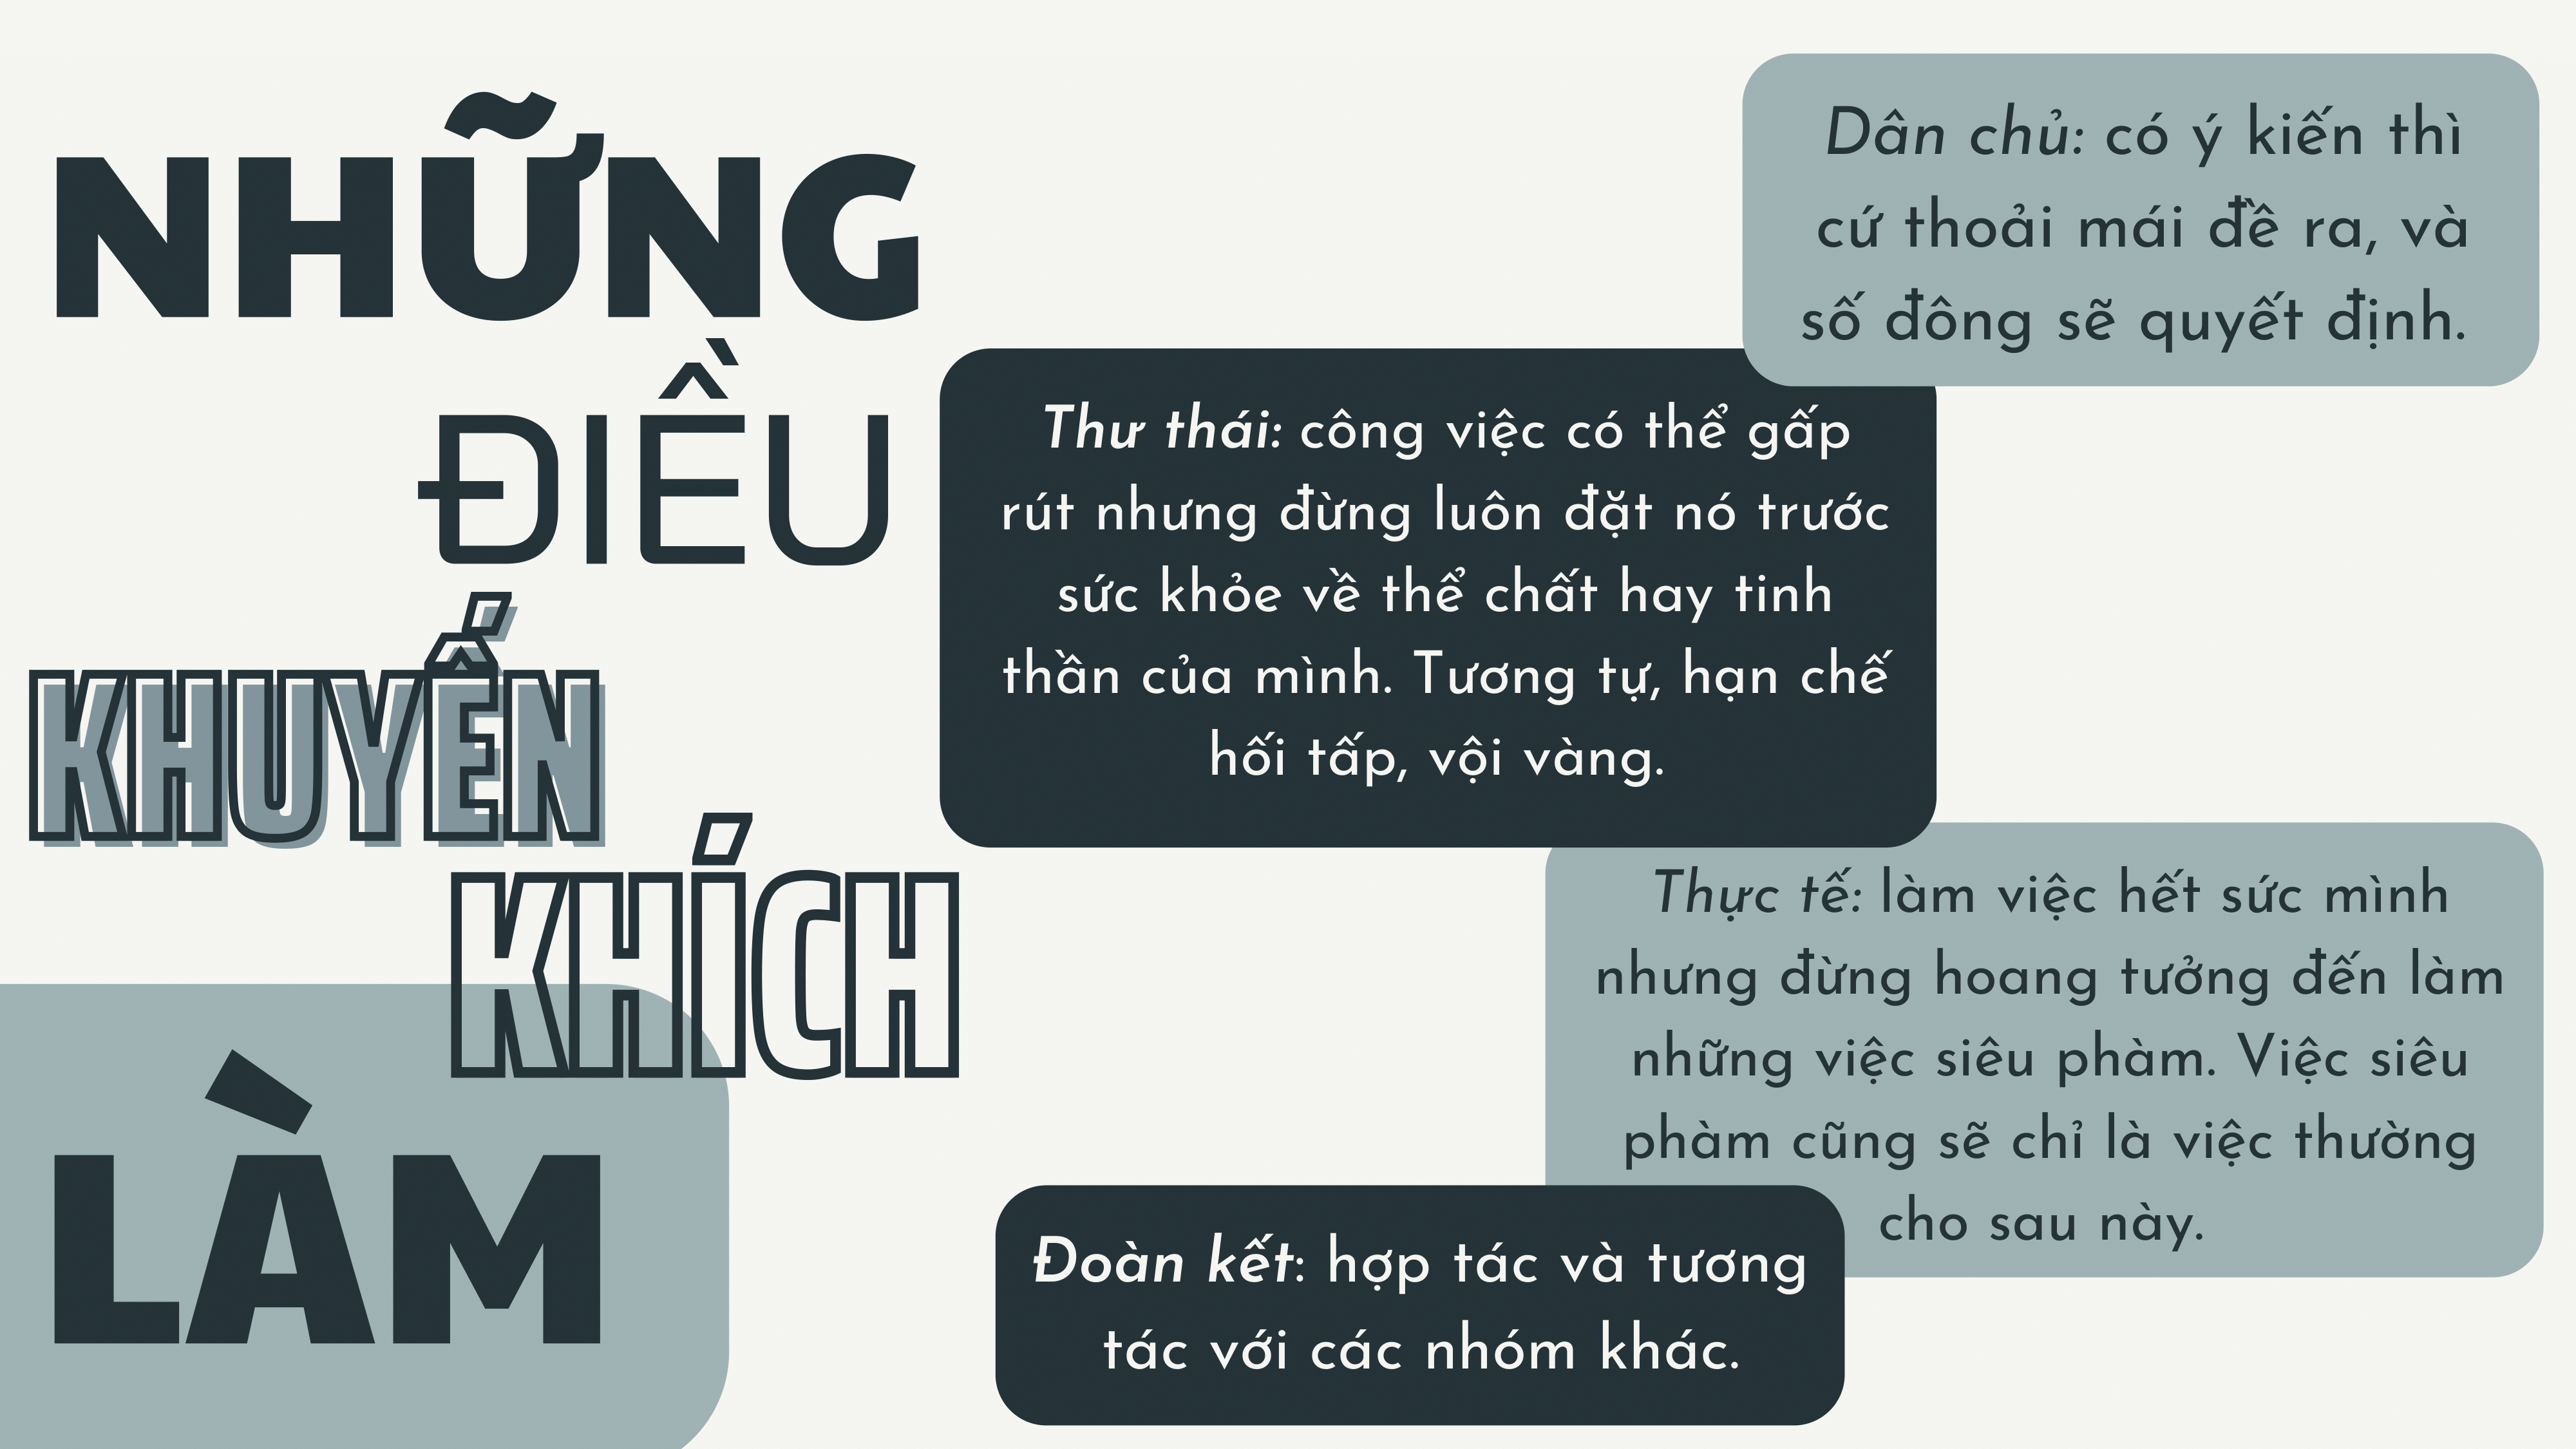 NHỮNG
ĐIỀU
KHUYẾN
KHÍCH
LÀM
Dân chủ: có ý kiến thì
cứ thoải mái đề ra, và
số đông sẽ quyết định.
Thư thái: công việc có thể gấp
rút nhưng đừng luôn đặt nó trước
sức khỏe về thể chất hay tinh
thần của mình. Tương tự, hạn chế
hối tấp, vội vàng.
Thực tế: làm việc hết sức mình
nhưng đừng hoang tưởng đến làm
những việc siêu phàm. Việc siêu
phàm cũng sẽ chỉ là việc thường
cho sau này.
Đoàn kết: hợp tác và tương
tác với các nhóm khác.